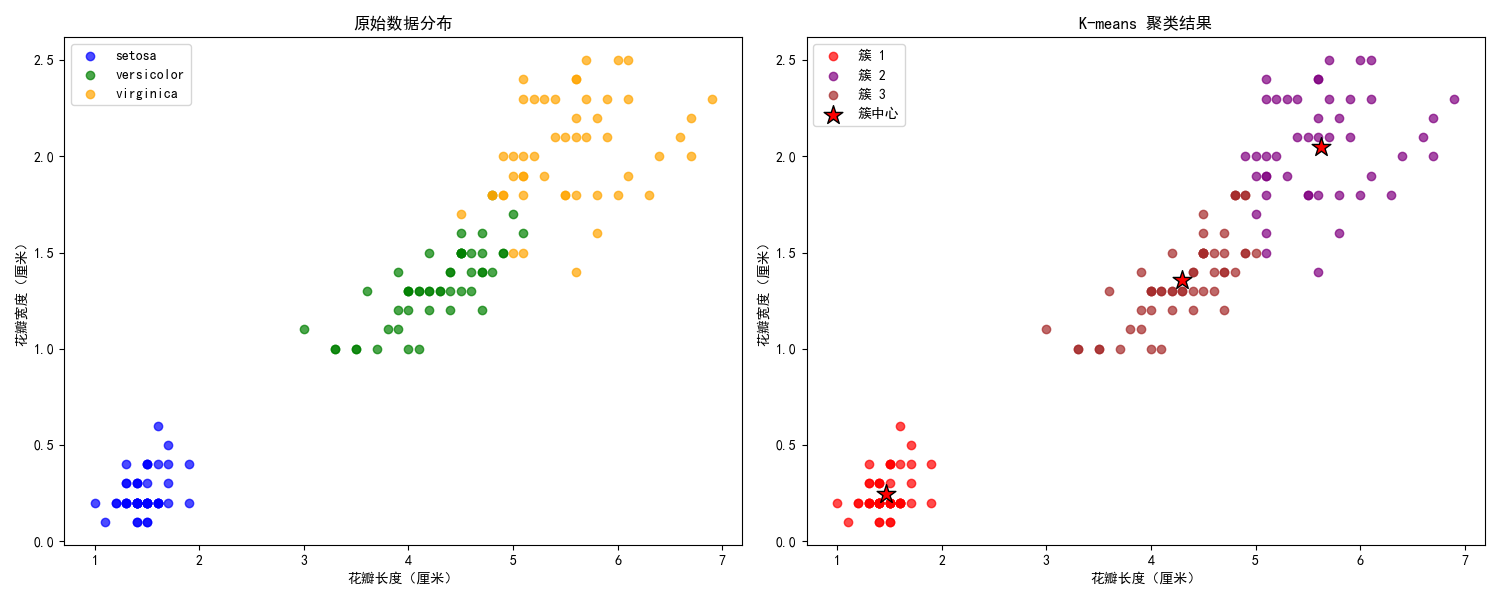 原始数据分布
setosa
versicolor
virginica
2.5
2.0
1.5
1.0
0.5
0.0
花瓣宽度（厘米）
1
2
3
4
5
6
7
花瓣长度（厘米）
K-means 聚类结果
簇 1
簇 2
簇 3
簇中心
2.5
2.0
1.5
1.0
0.5
0.0
花瓣宽度（厘米）
1
2
3
4
5
6
7
花瓣长度（厘米）